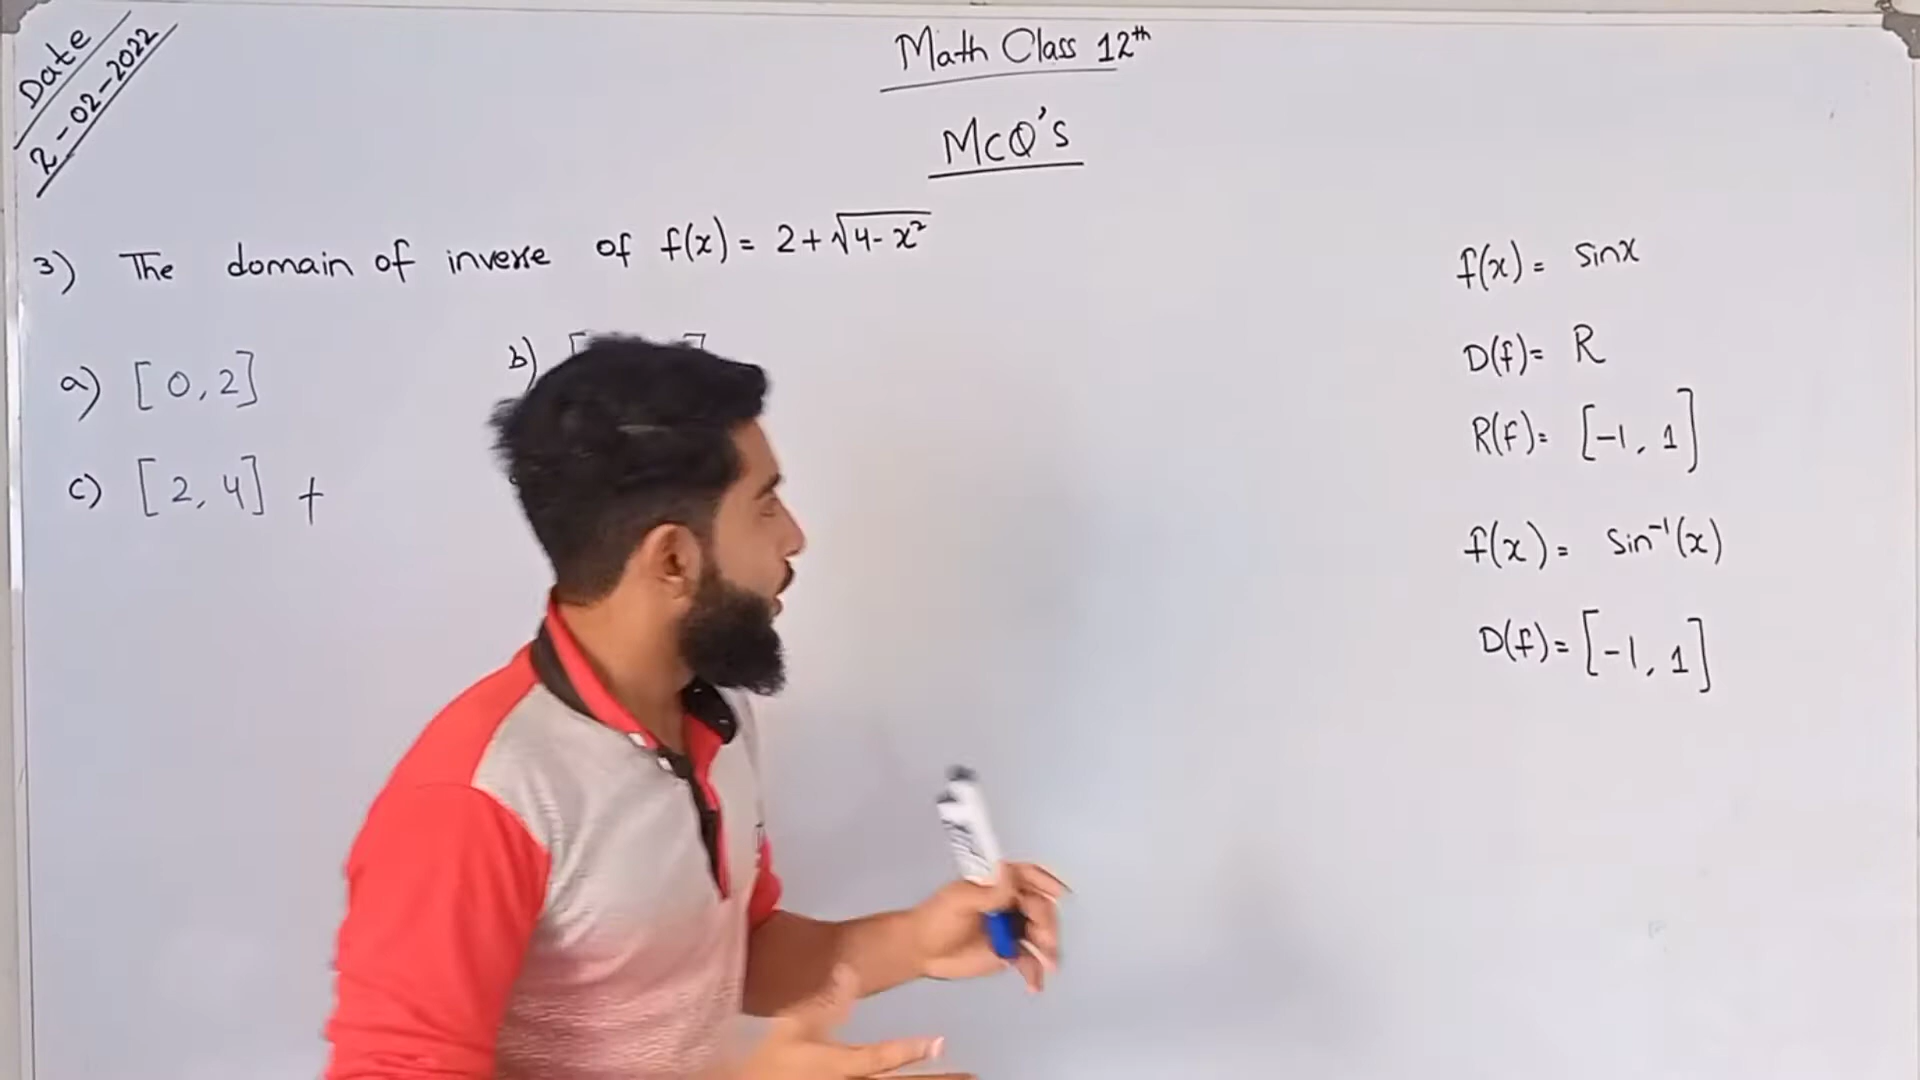 Date
2-02-2022
Math Class 12th
McQ's
3) The domain of inverse of f(x) = 2+√4-x²
a) [0,2]
b) [
]
c) [2,4] +
f(x) = sinx
D(f) = R
R(f) = [-1, 1]
f(x) = sin⁻¹(x)
D(f) = [-1, 1]